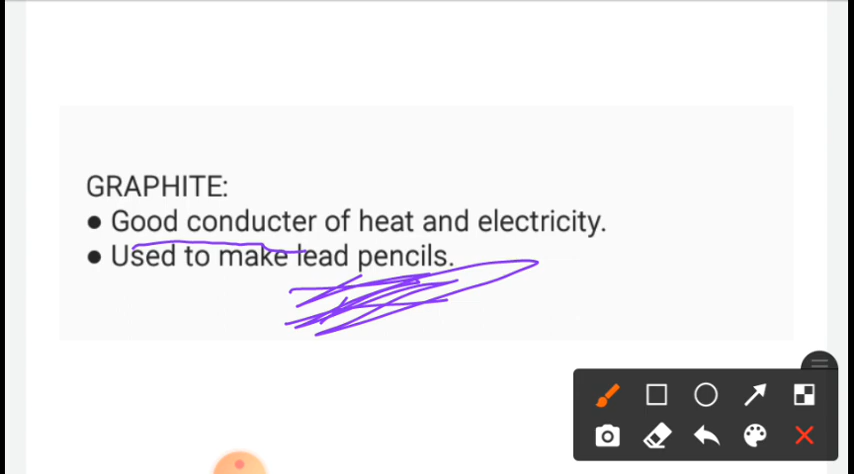 GRAPHITE:
● Good conducter of heat and electricity.
● Used to make lead pencils.